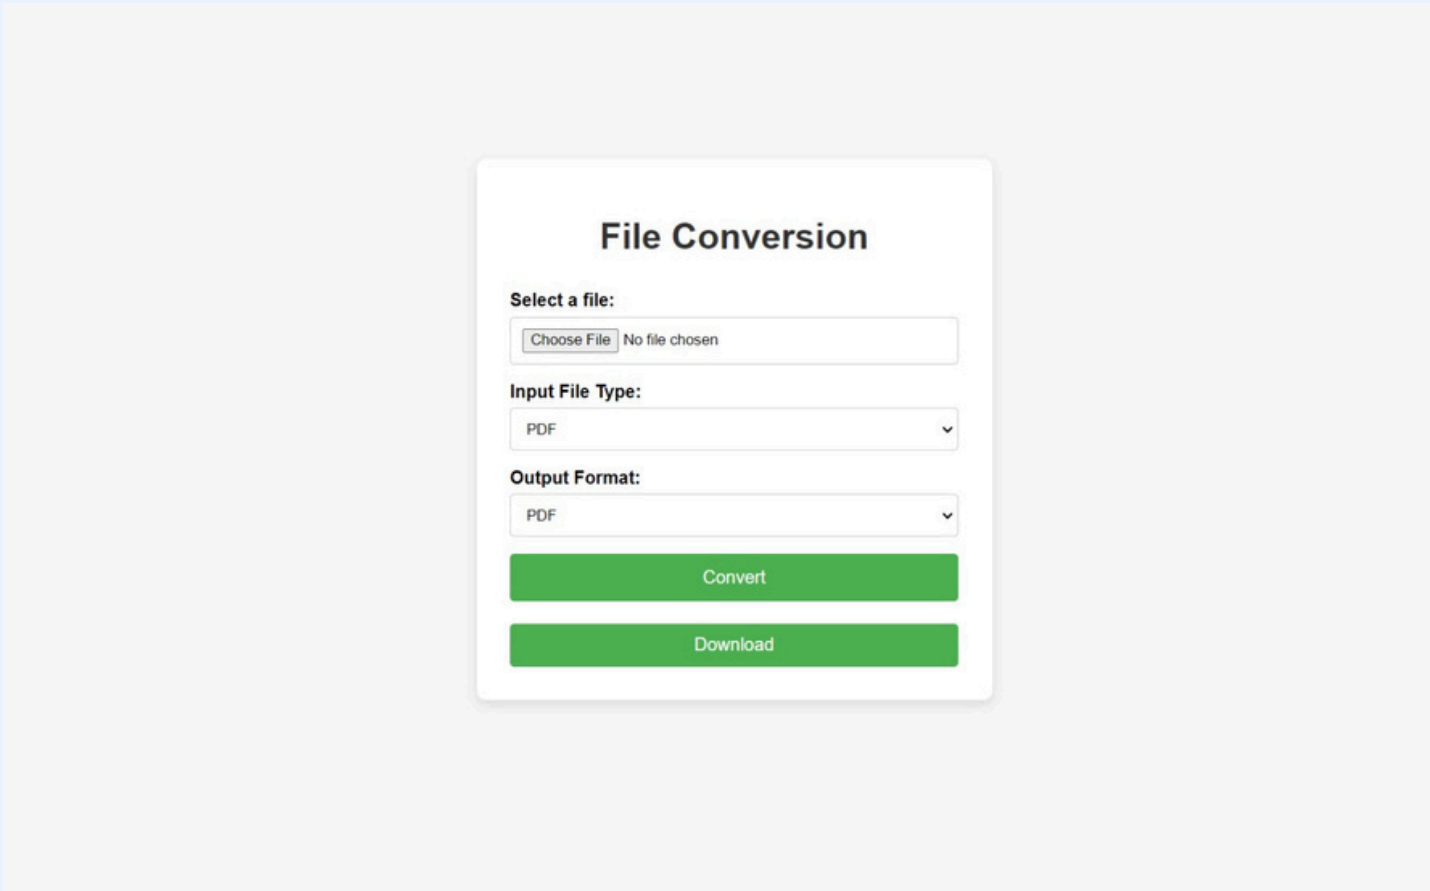 File Conversion
Select a file:
Choose File No file chosen
Input File Type:
PDF
Output Format:
PDF
Convert
Download